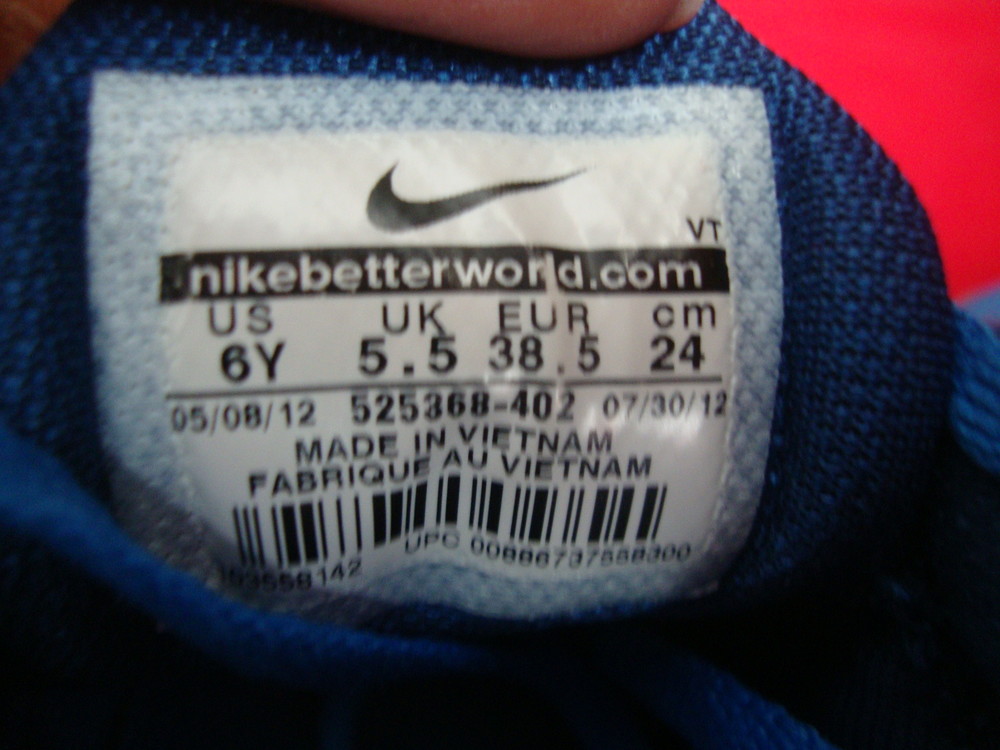 VT
nikebetterworld.com
US UK EUR cm
6Y 5.5 38.5 24
05/08/12 525368-402 07/30/12
MADE IN VIETNAM
FABRIQUE AU VIETNAM
UPC